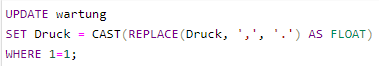 UPDATE wartung
SET Druck = CAST(REPLACE(Druck, ',', '.') AS FLOAT)
WHERE 1=1;